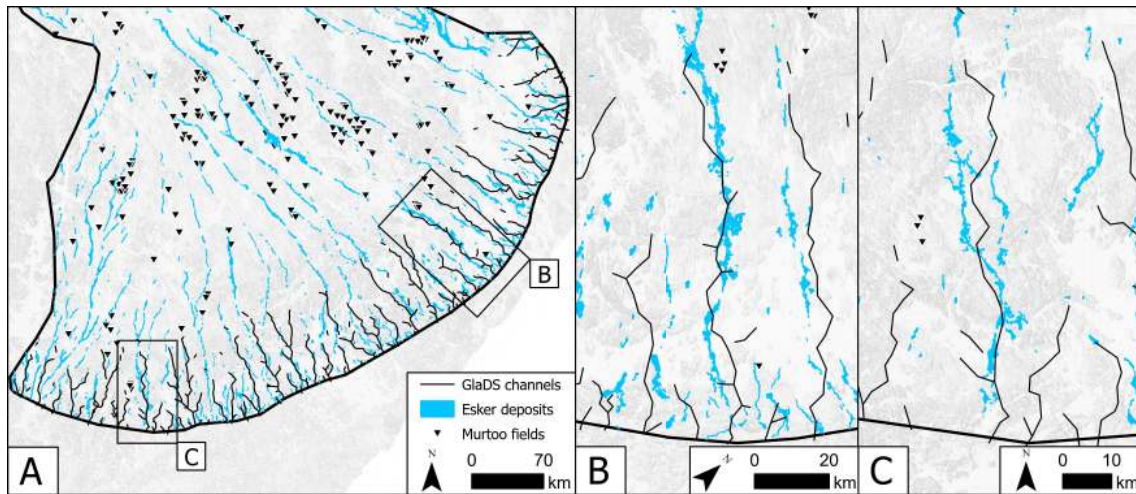 B
C
GlaDS channels
Esker deposits
Murtoo fields
0 70
km
A
B
N
0 20
km
C
0 10
km